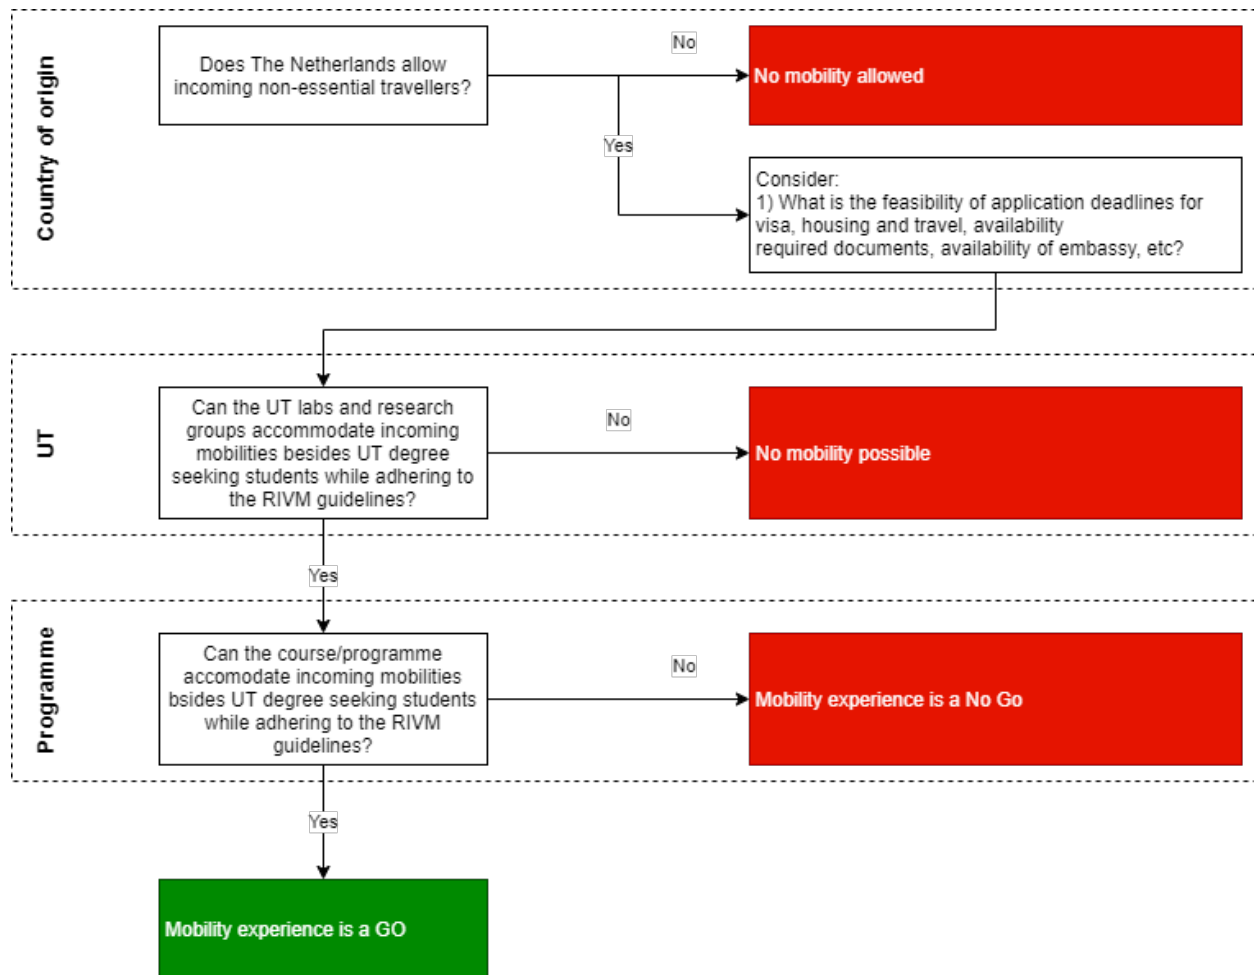 Country of origin
Does The Netherlands allow
incoming non-essential travellers?
No
No mobility allowed
Yes
Consider:
1) What is the feasibility of application deadlines for
visa, housing and travel, availability
required documents, availability of embassy, etc?
UT
Can the UT labs and research
groups accommodate incoming
mobilities besides UT degree
seeking students while adhering to
the RIVM guidelines?
No
No mobility possible
Yes
Programme
Can the course/programme
accomodate incoming mobilities
bsides UT degree seeking students
while adhering to the RIVM
guidelines?
No
Mobility experience is a No Go
Yes
Mobility experience is a GO